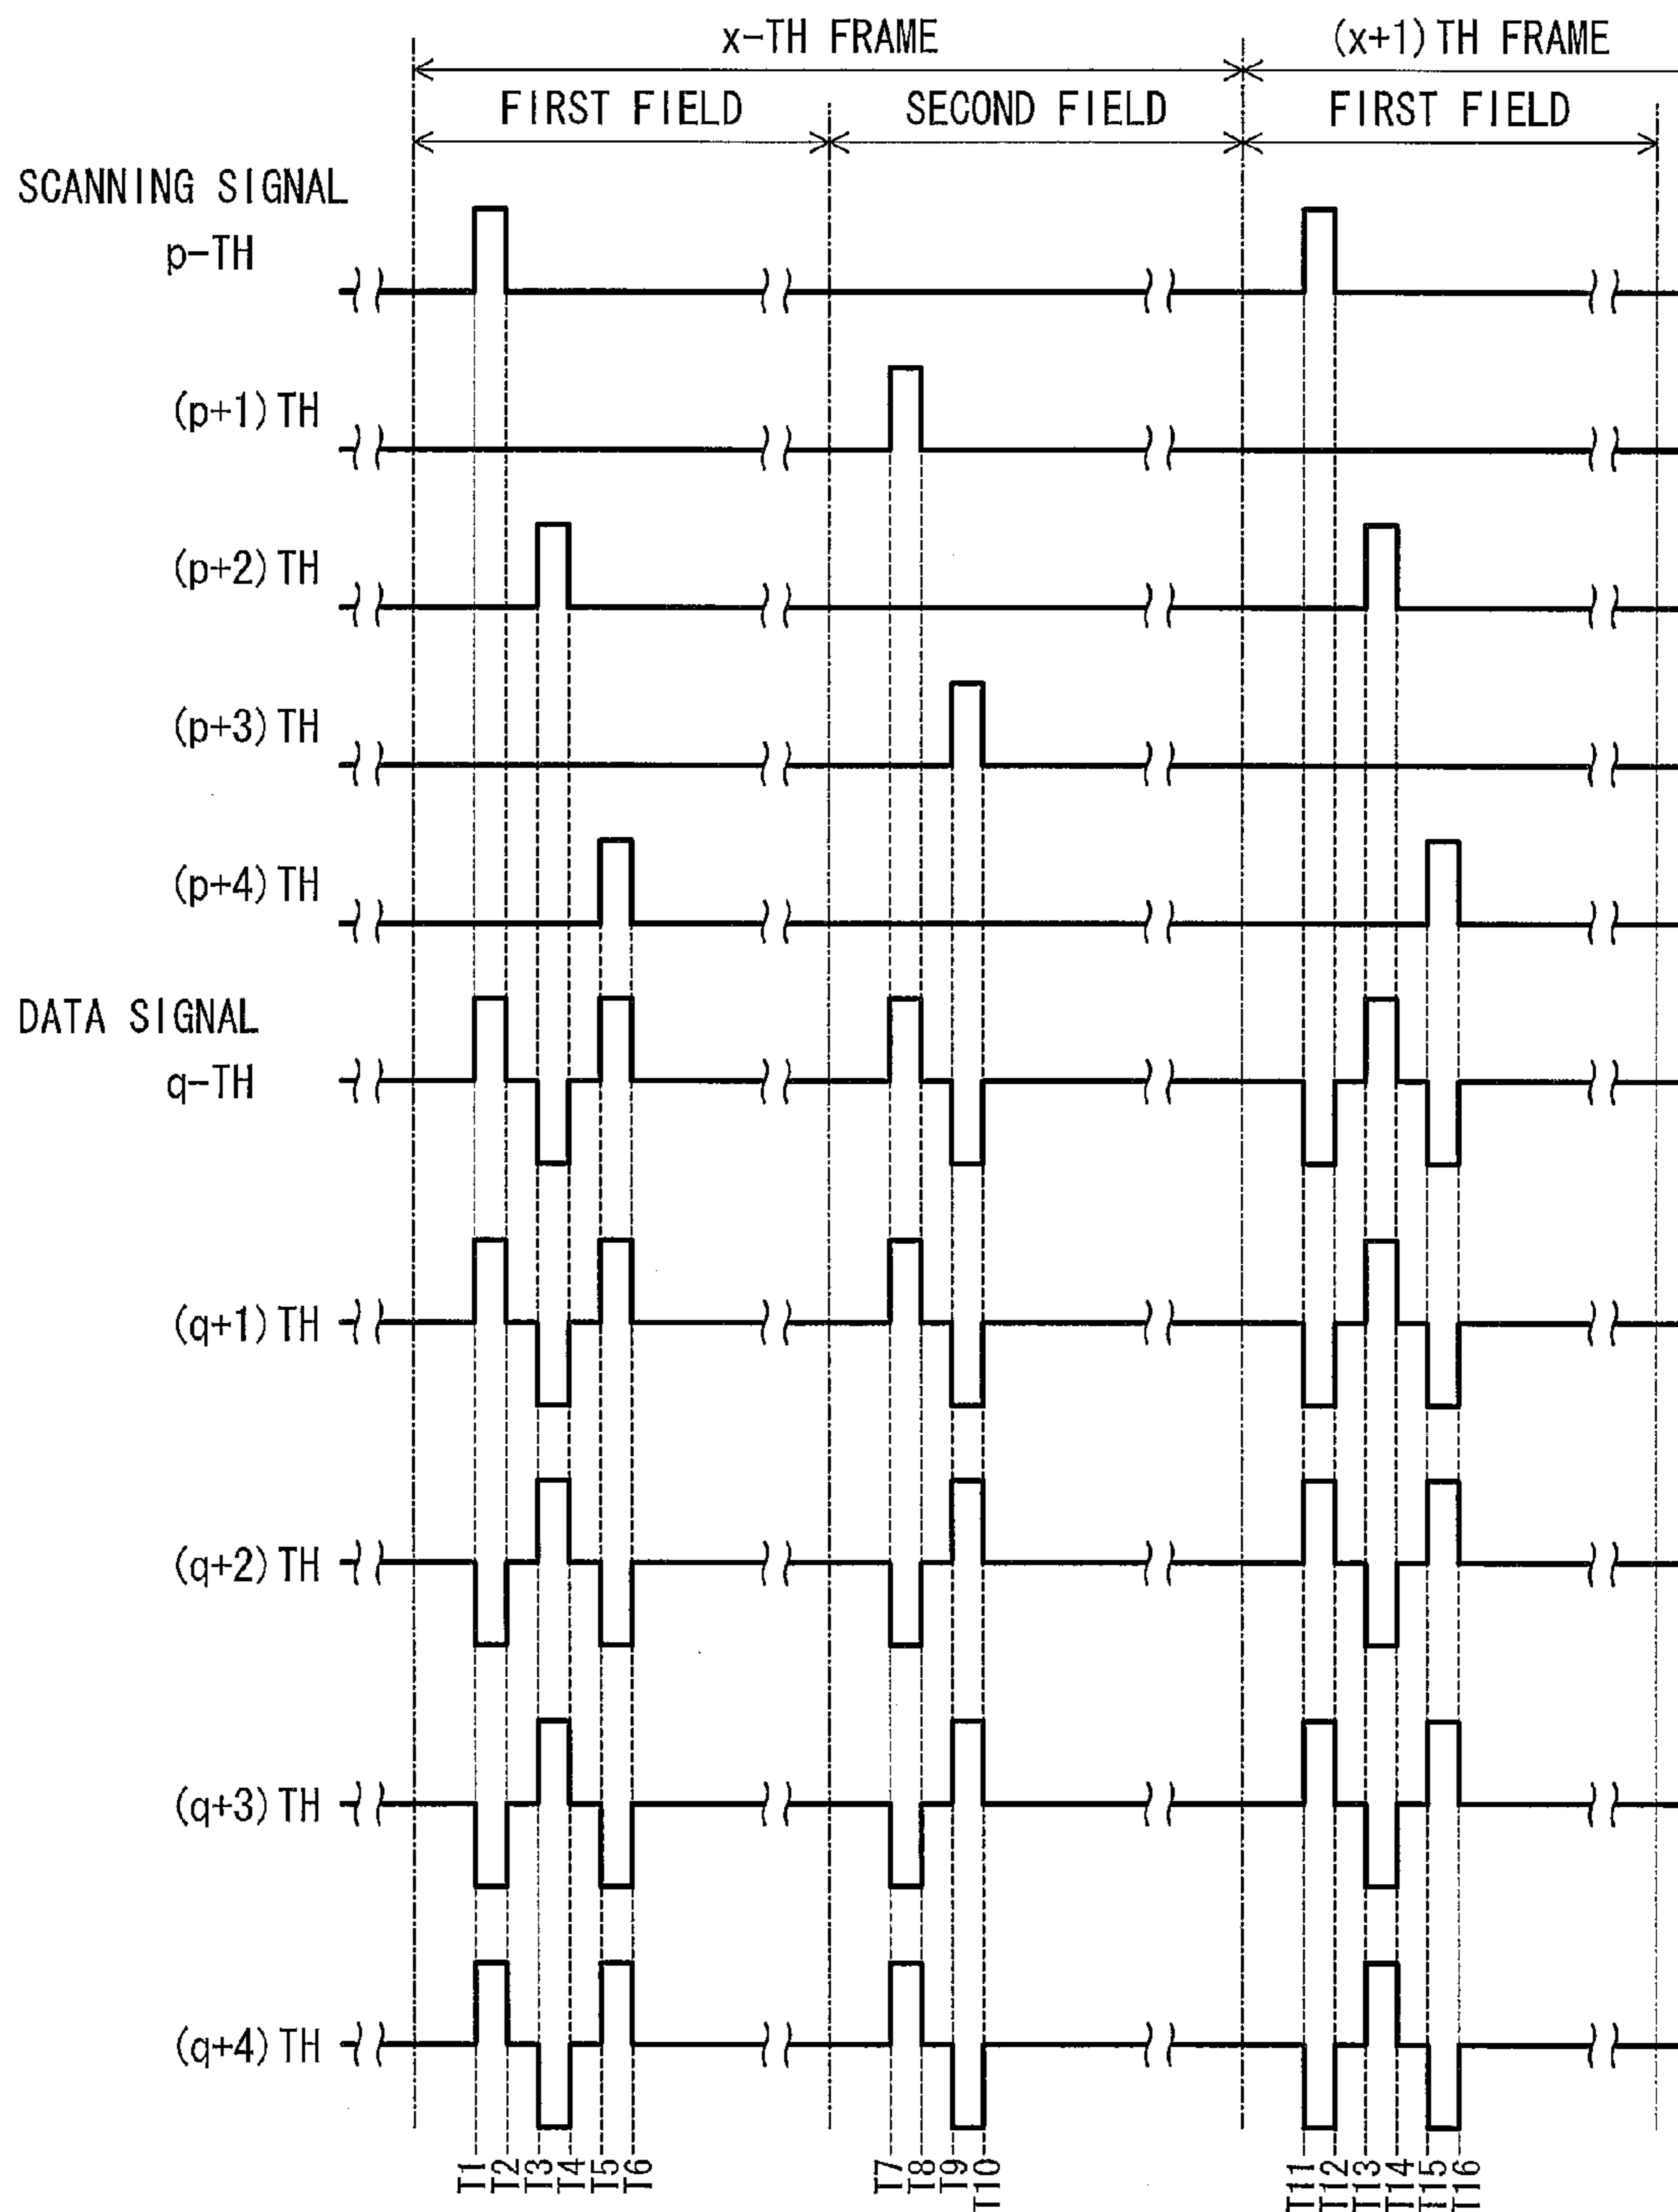 x-TH FRAME
(x+1)TH FRAME
FIRST FIELD
SECOND FIELD
FIRST FIELD
SCANNING SIGNAL
p-TH
(p+1)TH
(p+2)TH
(p+3)TH
(p+4)TH
DATA SIGNAL
q-TH
(q+1)TH
(q+2)TH
(q+3)TH
(q+4)TH
T1
T2
T3
T4
T5
T6
T7
T8
T9
T10
T11
T12
T13
T14
T15
T16